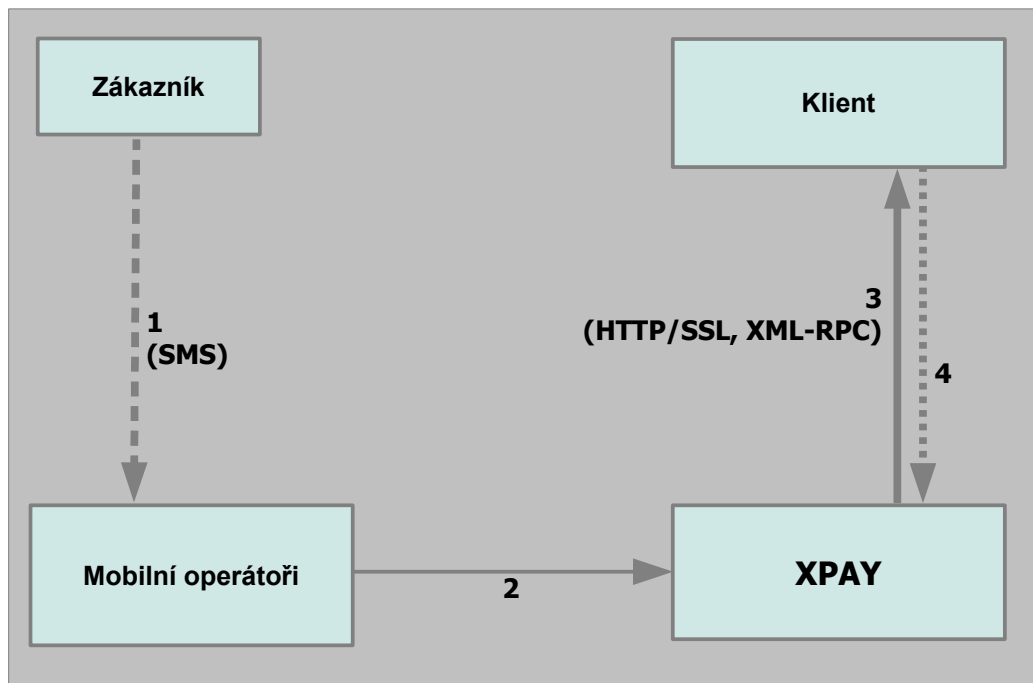 Zákazník
Klient
1
(SMS)
3
(HTTP/SSL, XML-RPC)
4
Mobilní operátoři
2
XPAY